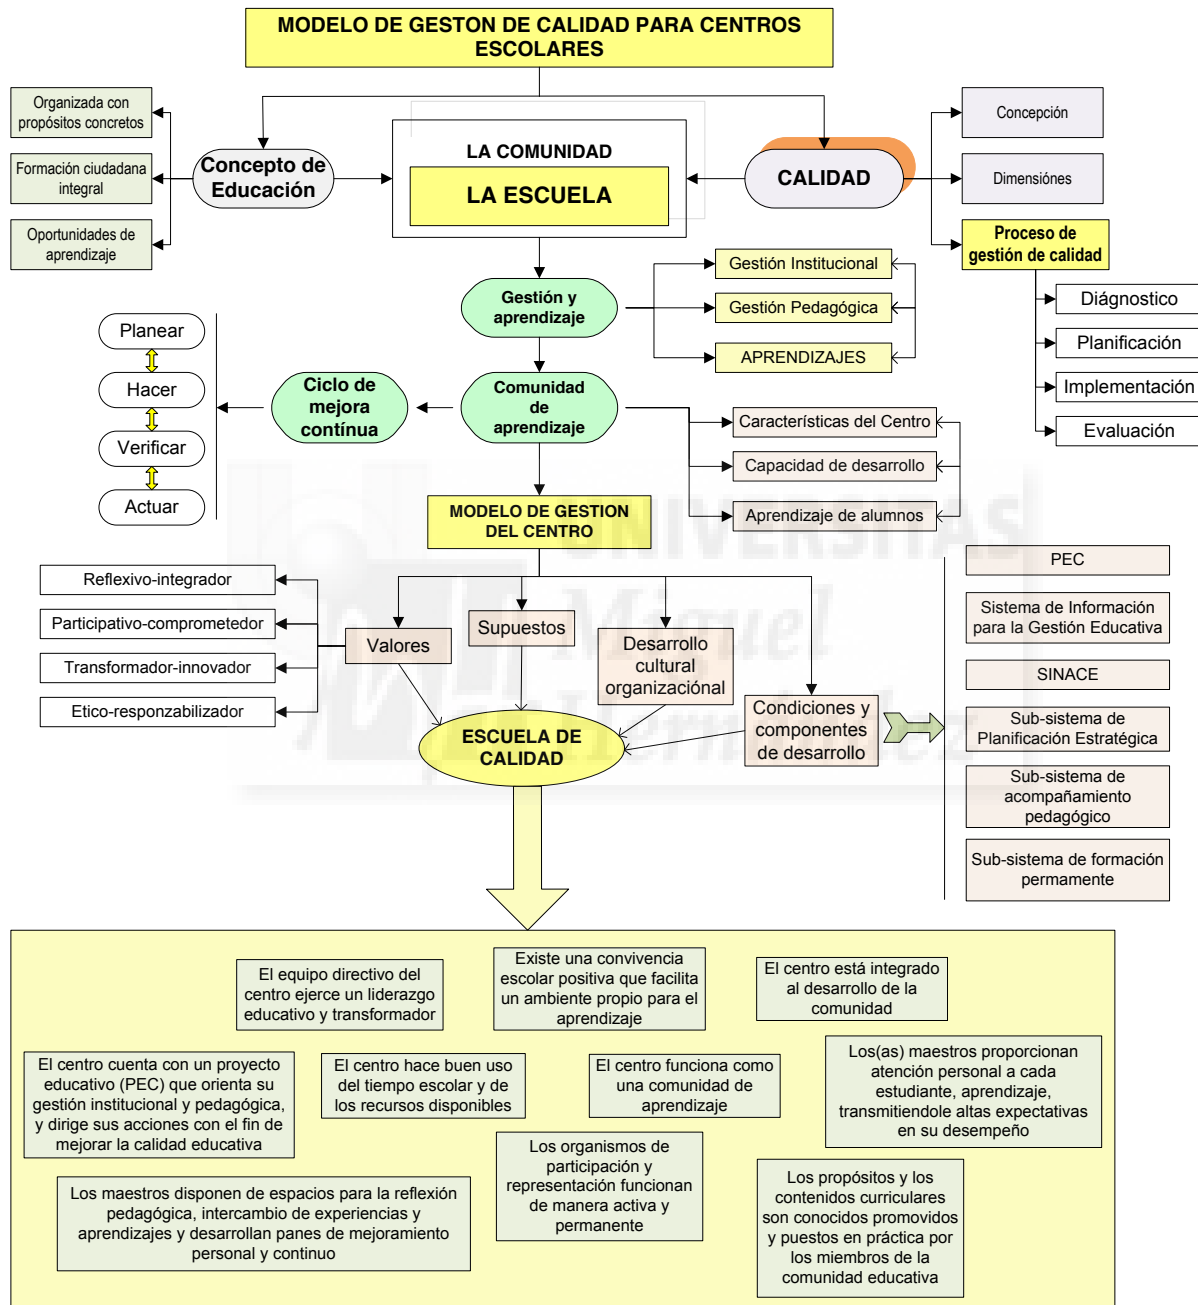 MODELO DE GESTON DE CALIDAD PARA CENTROS
ESCOLARES
Organizada con
propósitos concretos
Formación ciudadana
integral
Oportunidades de
aprendizaje
Concepto de
Educación
LA COMUNIDAD
LA ESCUELA
CALIDAD
Concepción
Dimensiónes
Proceso de
gestión de calidad
Diágnostico
Planificación
Implementación
Evaluación
Gestión y
aprendizaje
Gestión Institucional
Gestión Pedagógica
APRENDIZAJES
Planear
Hacer
Verificar
Actuar
Ciclo de
mejora
contínua
Comunidad
de
aprendizaje
Características del Centro
Capacidad de desarrollo
Aprendizaje de alumnos
MODELO DE GESTION
DEL CENTRO
UNIVERSITAS
Miguel
Hernández
Reflexivo-integrador
Participativo-comprometedor
Transformador-innovador
Etico-responzabilizador
Valores
Supuestos
Desarrollo
cultural
organizaciónal
Condiciones y
componentes
de desarrollo
ESCUELA DE
CALIDAD
PEC
Sistema de Información
para la Gestión Educativa
SINACE
Sub-sistema de
Planificación Estratégica
Sub-sistema de
acompañamiento
pedagógico
Sub-sistema de formación
permamente
El equipo directivo del
centro ejerce un liderazgo
educativo y transformador
Existe una convivencia
escolar positiva que facilita
un ambiente propio para el
aprendizaje
El centro está integrado
al desarrollo de la
comunidad
El centro cuenta con un proyecto
educativo (PEC) que orienta su
gestión institucional y pedagógica,
y dirige sus acciones con el fin de
mejorar la calidad educativa
El centro hace buen uso
del tiempo escolar y de
los recursos disponibles
El centro funciona como
una comunidad de
aprendizaje
Los(as) maestros proporcionan
atención personal a cada
estudiante, aprendizaje,
transmitiendole altas expectativas
en su desempeño
Los maestros disponen de espacios para la reflexión
pedagógica, intercambio de experiencias y
aprendizajes y desarrollan panes de mejoramiento
personal y continuo
Los organismos de
participación y
representación funcionan
de manera activa y
permanente
Los propósitos y los
contenidos curriculares
son conocidos promovidos
y puestos en práctica por
los miembros de la
comunidad educativa